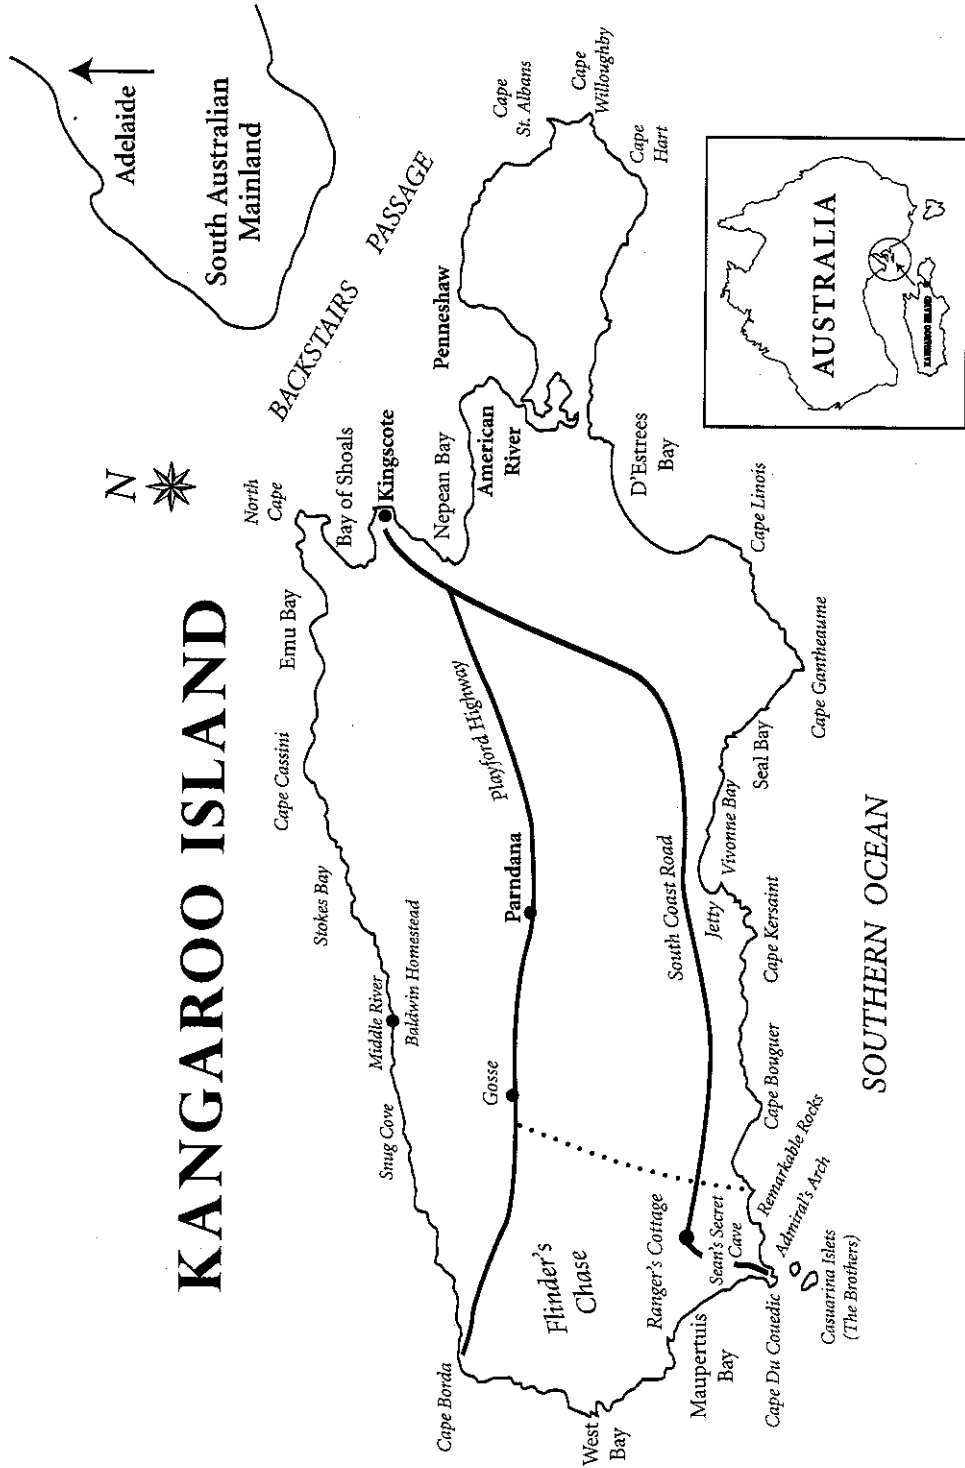 KANGAROO ISLAND
N
Adelaide
South Australian
Mainland
BACKSTAIRS PASSAGE
North
Cape
Bay of Shoals
Kingscote
Emu Bay
Cape Cassini
Stokes Bay
Middle River
Baldwin Homestead
Snug Cove
Cape Borda
Nepean Bay
American
River
Penneshaw
Cape
St. Albans
Cape
Willoughby
Cape
Hart
Playford Highway
Parndana
Gosse
Flinder's
Chase
West
Bay
Ranger's Cottage
Maupertuis
Bay
Sean's Secret
Cave
South Coast Road
Jetty
Vivonne Bay
Seal Bay
D'Estrees
Bay
Cape Linois
Cape Gantheaume
Cape Kersaint
Cape Bouguer
Remarkable Rocks
Admiral's Arch
Cape Du Couedic
Casuarina Islets
(The Brothers)
SOUTHERN OCEAN
AUSTRALIA
KANGAROO ISLAND